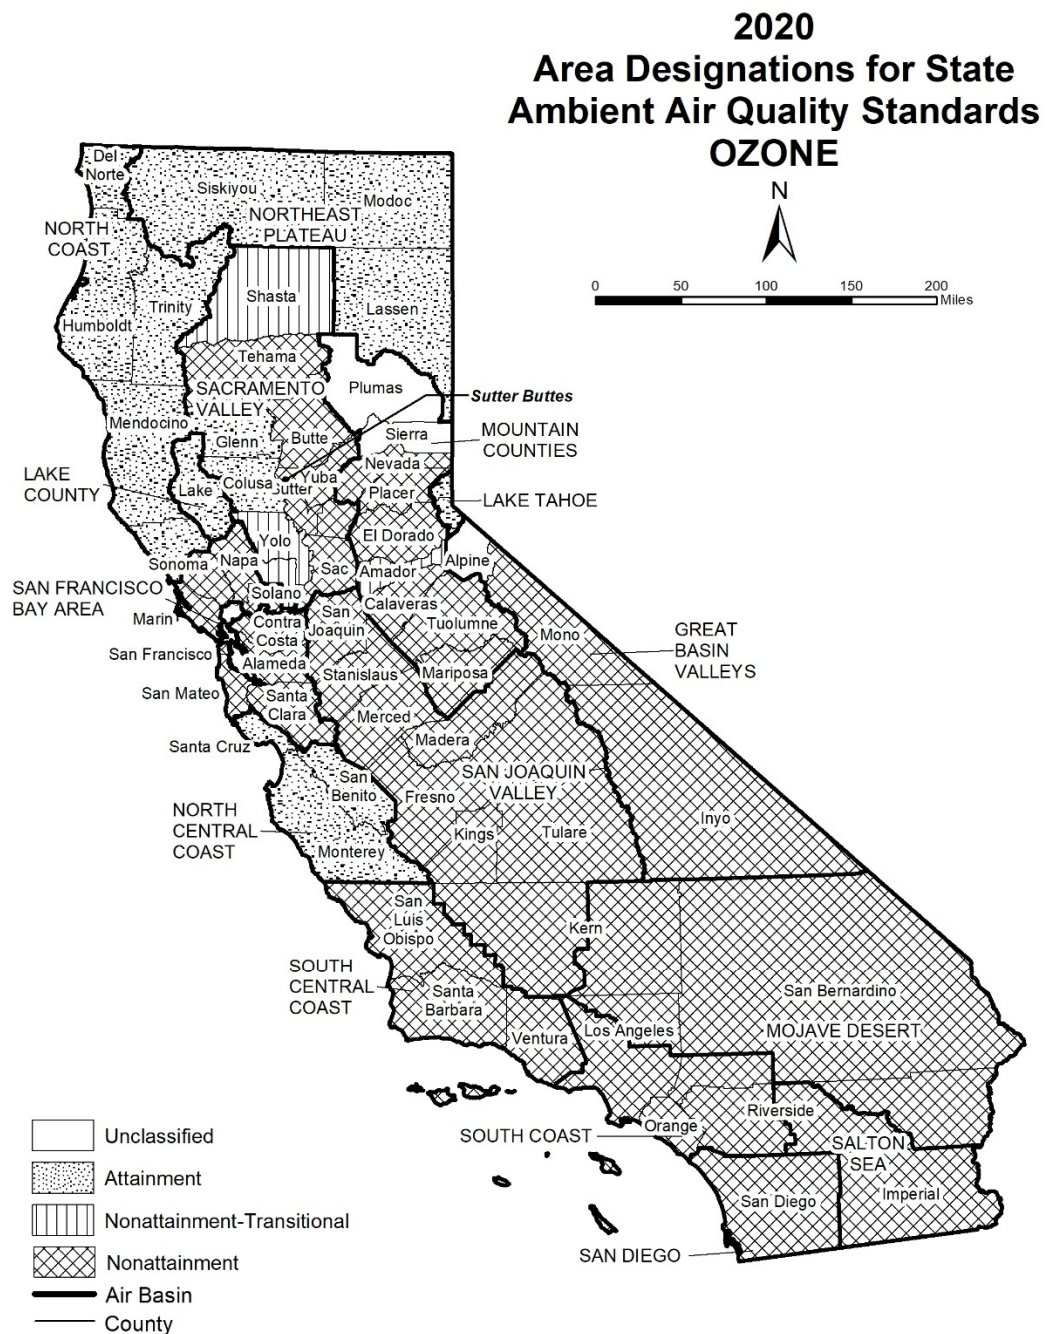 2020
Area Designations for State
Ambient Air Quality Standards
OZONE
N
0 50 100 150 200
Miles
Del
Norte
Siskiyou
Modoc
NORTHEAST
PLATEAU
NORTH
COAST
Shasta
Trinity
Lassen
Humboldt
Tehama
Plumas
SACRAMENTO
VALLEY
Sutter Buttes
Mendocino
Glenn
Butte
Sierra
MOUNTAIN
COUNTIES
Nevada
LAKE
COUNTY
Lake
Colusa
Yuba
Sutter
Placer
LAKE TAHOE
Yolo
El Dorado
Sonoma
Napa
Sac
Amador
Alpine
SAN FRANCISCO
BAY AREA
Solano
Calaveras
Marin
Contra
Costa
San
Joaquin
Tuolumne
Mono
GREAT
BASIN
VALLEYS
San Francisco
Alameda
Stanislaus
Mariposa
San Mateo
Santa
Clara
Merced
Santa Cruz
Madera
SAN JOAQUIN
VALLEY
San
Benito
Fresno
NORTH
CENTRAL
COAST
Kings
Tulare
Inyo
Monterey
San
Luis
Obispo
Kern
SOUTH
CENTRAL
COAST
Santa
Barbara
San Bernardino
Ventura
Los Angeles
MOJAVE DESERT
Orange
Riverside
SOUTH COAST
SALTON
SEA
San Diego
Imperial
SAN DIEGO
Unclassified
Attainment
Nonattainment-Transitional
Nonattainment
Air Basin
County